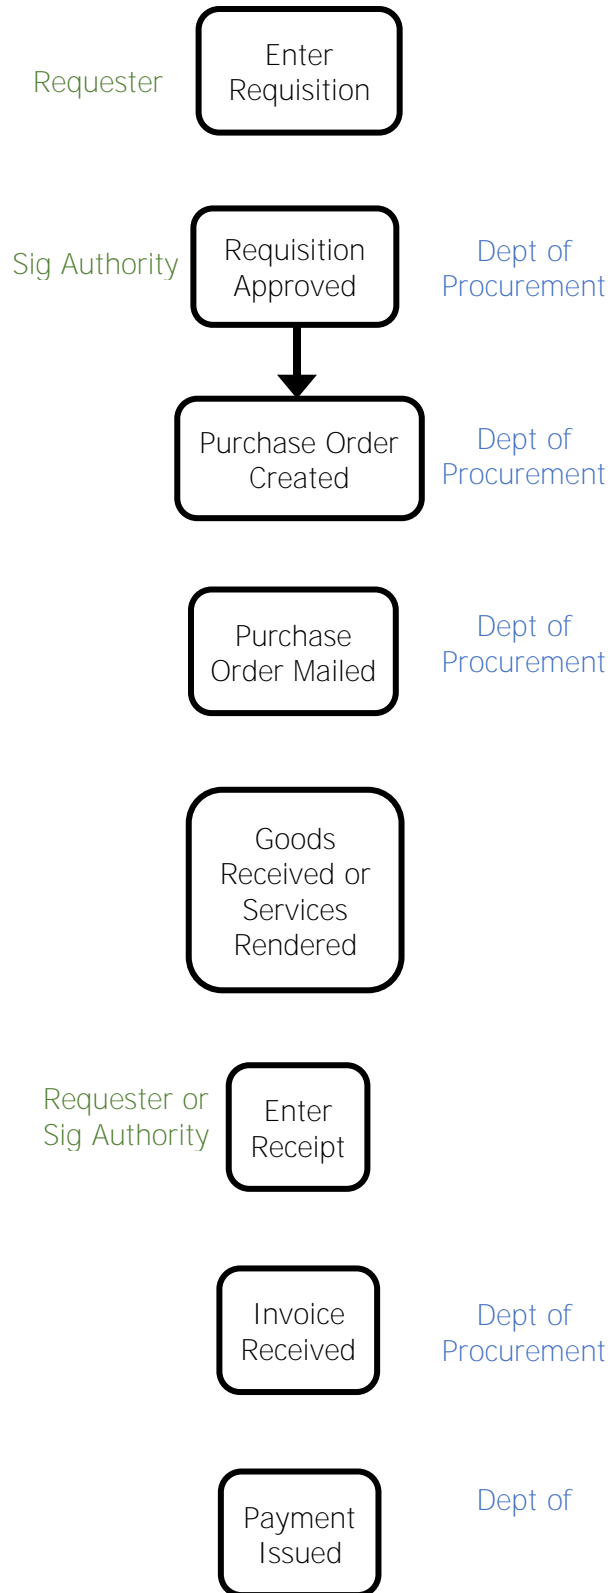 Requester
Enter
Requisition
Sig Authority
Requisition
Approved
Dept of
Procurement
Purchase Order
Created
Dept of
Procurement
Purchase
Order Mailed
Dept of
Procurement
Goods
Received or
Services
Rendered
Requester or
Sig Authority
Enter
Receipt
Invoice
Received
Dept of
Procurement
Payment
Issued
Dept of